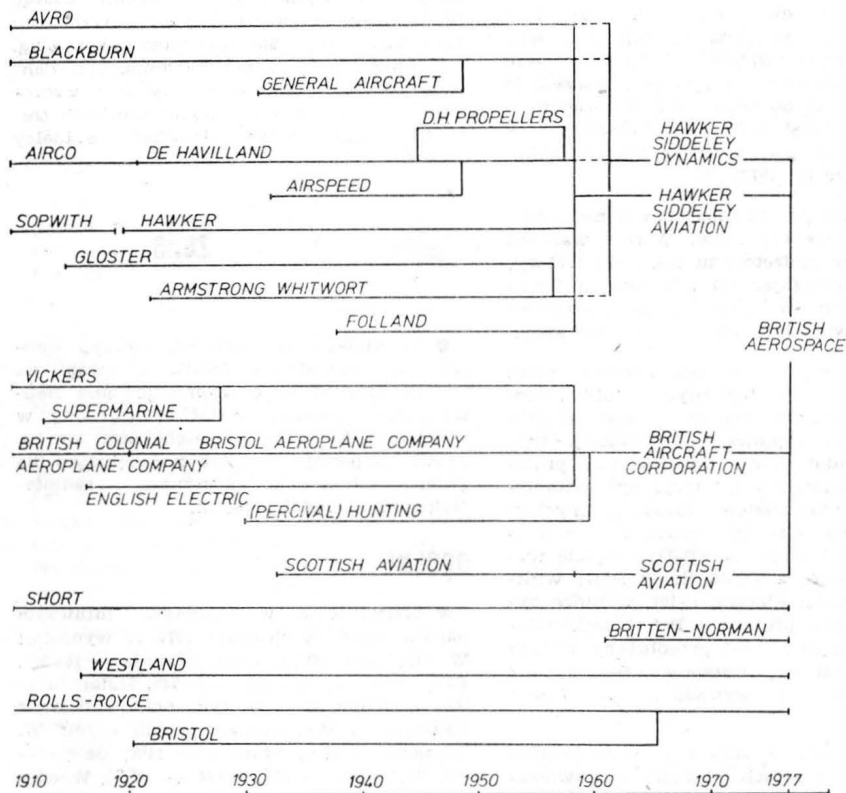 AVRO
BLACKBURN
GENERAL AIRCRAFT
D.H PROPELLERS
HAWKER
SIDDELEY
DYNAMICS
AIRCO
DE HAVILLAND
AIRSPEED
HAWKER
SIDDELEY
AVIATION
SOPWITH
HAWKER
GLOSTER
ARMSTRONG WHITWORT
FOLLAND
BRITISH
AEROSPACE
VICKERS
SUPERMARINE
BRITISH COLONIAL
AEROPLANE COMPANY
BRISTOL AEROPLANE COMPANY
BRITISH
AIRCRAFT
CORPORATION
ENGLISH ELECTRIC
(PERCIVAL) HUNTING
SCOTTISH AVIATION
SCOTTISH
AVIATION
SHORT
BRITTEN-NORMAN
WESTLAND
ROLLS-ROYCE
BRISTOL
1910 1920 1930 1940 1950 1960 1970 1977